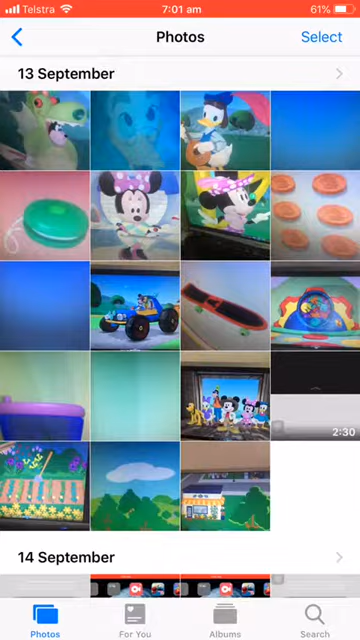 Telstra 7:01 am 61%
Photos Select
13 September
2:30
14 September
Photos For You Albums Search